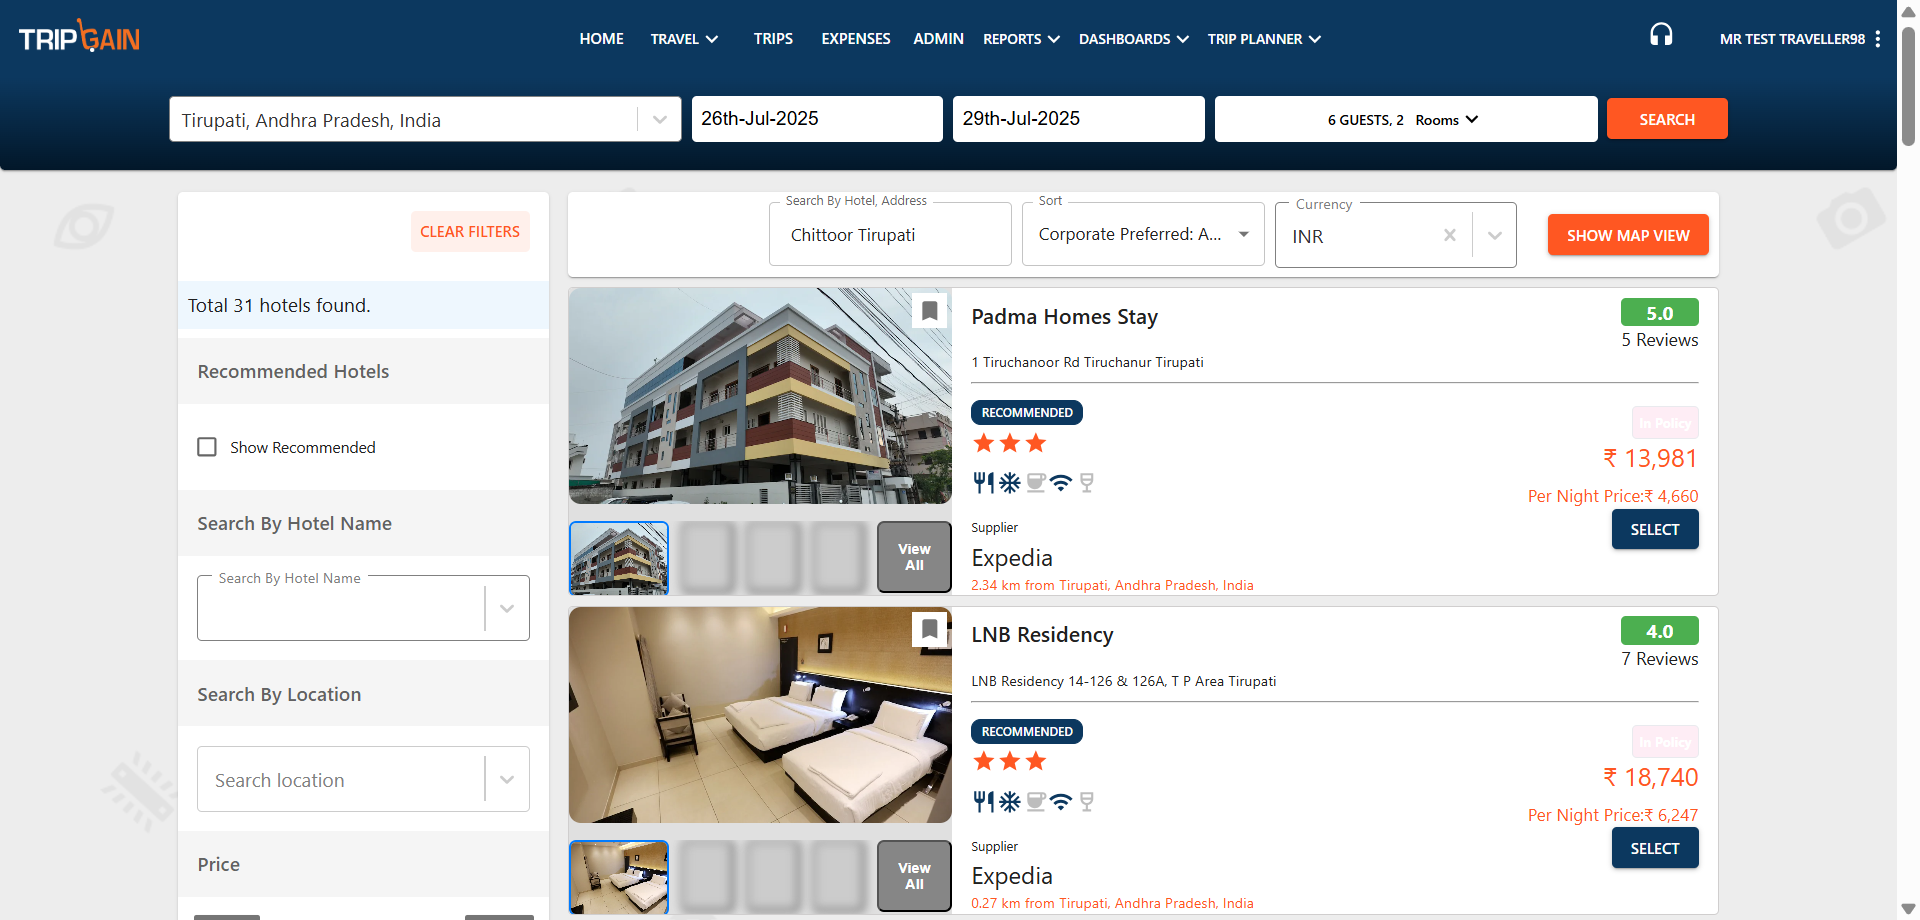 TRIPGAIN
HOME
TRAVEL
TRIPS
EXPENSES
ADMIN
REPORTS
DASHBOARDS
TRIP PLANNER
MR TEST TRAVELLER98
Tirupati, Andhra Pradesh, India
26th-Jul-2025
29th-Jul-2025
6 GUESTS, 2 Rooms
SEARCH
CLEAR FILTERS
Total 31 hotels found.
Recommended Hotels
Show Recommended
Search By Hotel Name
Search By Hotel Name
Search By Location
Search location
Price
Search By Hotel, Address
Chittoor Tirupati
Sort
Corporate Preferred: A...
Currency
INR
SHOW MAP VIEW
View
All
Padma Homes Stay
5.0
5 Reviews
1 Tiruchanoor Rd Tiruchanur Tirupati
RECOMMENDED
In Policy
₹ 13,981
Per Night Price:₹ 4,660
SELECT
Supplier
Expedia
2.34 km from Tirupati, Andhra Pradesh, India
View
All
LNB Residency
4.0
7 Reviews
LNB Residency 14-126 & 126A, T P Area Tirupati
RECOMMENDED
In Policy
₹ 18,740
Per Night Price:₹ 6,247
SELECT
Supplier
Expedia
0.27 km from Tirupati, Andhra Pradesh, India